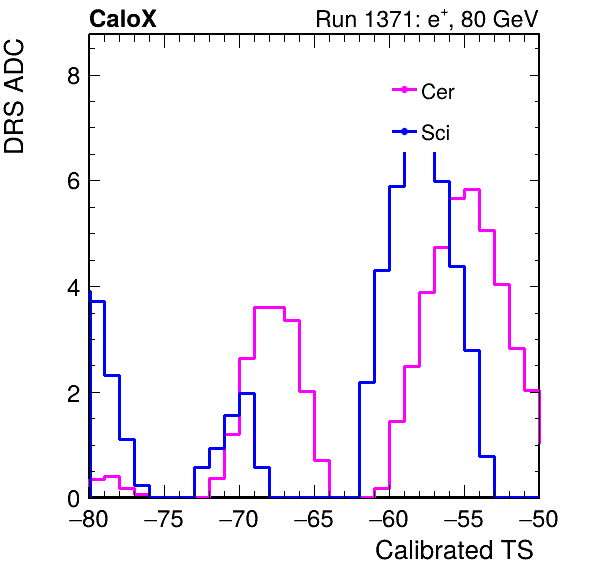 CaloX Run 1371: e⁺, 80 GeV
DRS ADC
8
Cer
Sci
6
4
2
0
−80 −75 −70 −65 −60 −55 −50
Calibrated TS